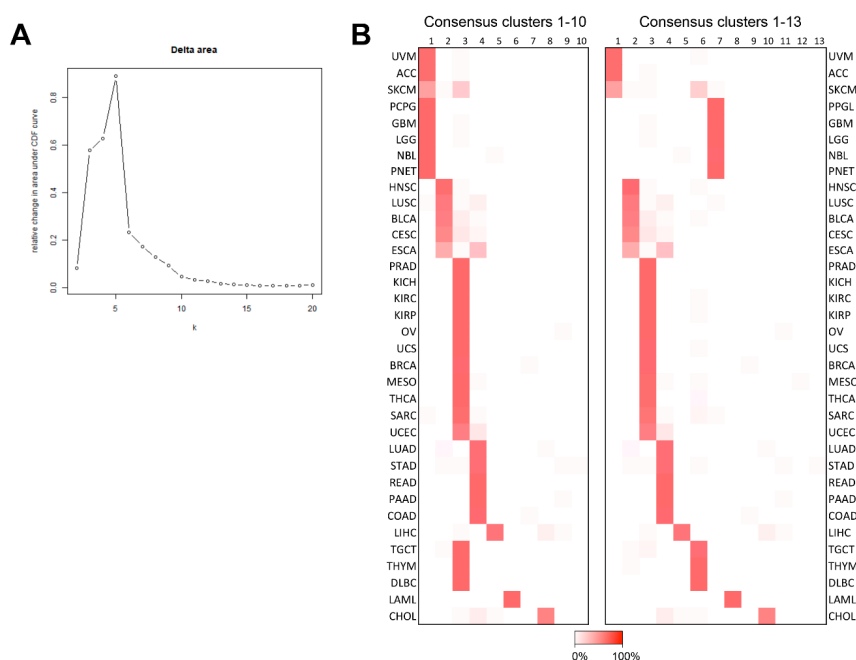 A
Delta area
relative change in area under CDF curve
0.0
0.2
0.4
0.6
0.8
5
10
15
20
k
B
Consensus clusters 1-10
Consensus clusters 1-13
1 2 3 4 5 6 7 8 9 10
1 2 3 4 5 6 7 8 9 10 11 12 13
UVM UVM
ACC ACC
SKCM SKCM
PCPG PPGL
GBM GBM
LGG LGG
NBL NBL
PNET PNET
HNSC HNSC
LUSC LUSC
BLCA BLCA
CESC CESC
ESCA ESCA
PRAD PRAD
KICH KICH
KIRC KIRC
KIRP KIRP
OV OV
UCS UCS
BRCA BRCA
MESO MESO
THCA THCA
SARC SARC
UCEC UCEC
LUAD LUAD
STAD STAD
READ READ
PAAD PAAD
COAD COAD
LIHC LIHC
TGCT TGCT
THYM THYM
DLBC DLBC
LAML LAML
CHOL CHOL
0% 100%